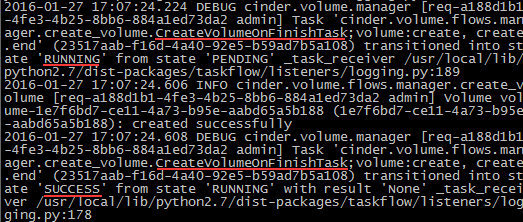 2016-01-27 17:07:24.224 DEBUG cinder.volume.manager [req-a188d1b1
-4fe3-4b25-8bb6-884a1ed73da2 admin] Task 'cinder.volume.flows.man
ager.create_volume.CreateVolumeOnFinishTask;volume:create, create
.end' (23517aab-f16d-4a40-92e5-b59ad7b5a108) transitioned into st
ate 'RUNNING' from state 'PENDING' _task_receiver /usr/local/lib/
python2.7/dist-packages/taskflow/listeners/logging.py:189
2016-01-27 17:07:24.606 INFO cinder.volume.flows.manager.create_v
olume [req-a188d1b1-4fe3-4b25-8bb6-884a1ed73da2 admin] Volume vol
ume-1e7f6bd7-ce11-4a73-b95e-aabd65a5b188 (1e7f6bd7-ce11-4a73-b95e
-aabd65a5b188): created successfully
2016-01-27 17:07:24.608 DEBUG cinder.volume.manager [req-a188d1b1
-4fe3-4b25-8bb6-884a1ed73da2 admin] Task 'cinder.volume.flows.man
ager.create_volume.CreateVolumeOnFinishTask;volume:create, create
.end' (23517aab-f16d-4a40-92e5-b59ad7b5a108) transitioned into st
ate 'SUCCESS' from state 'RUNNING' with result 'None' _task_recei
ver /usr/local/lib/python2.7/dist-packages/taskflow/listeners/log
ging.py:178